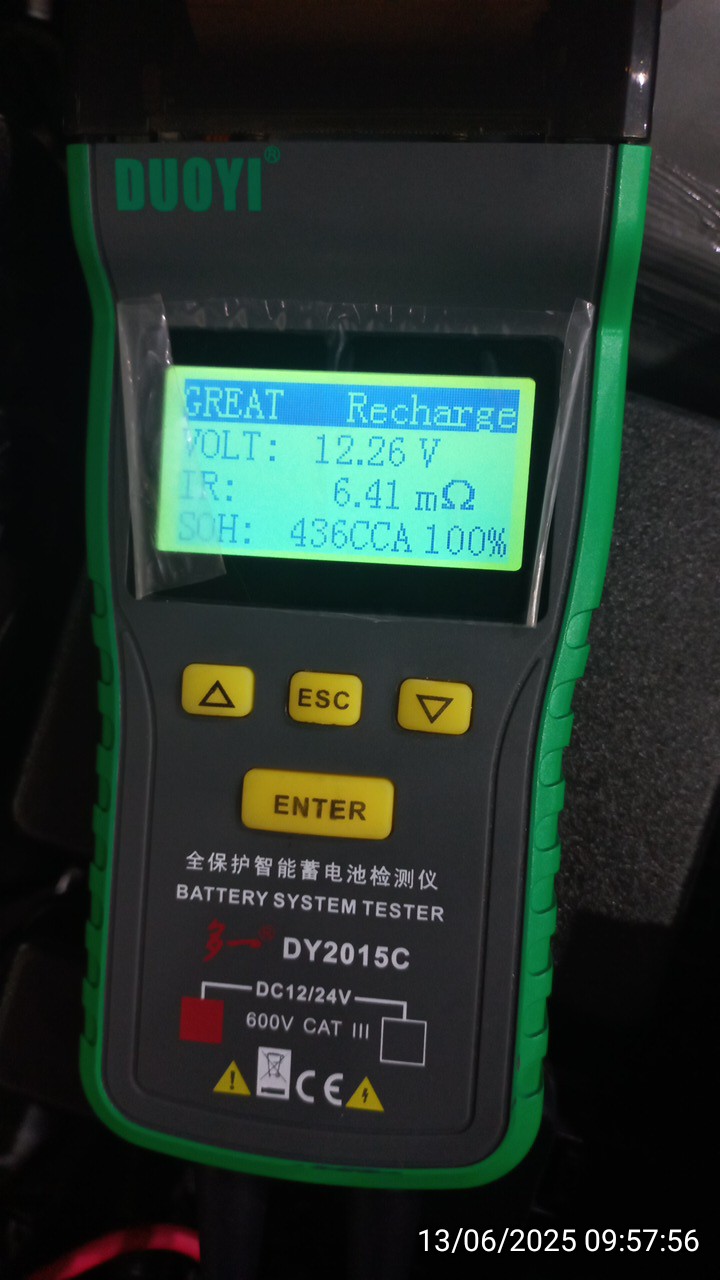 DUOYI®
GREAT Recharge
VOLT: 12.26 V
IR: 6.41 mΩ
SOH: 436CCA 100%
ESC
ENTER
全保护智能蓄电池检测仪
BATTERY SYSTEM TESTER
多一® DY2015C
DC12/24V
600V CAT III
CE
13/06/2025 09:57:56